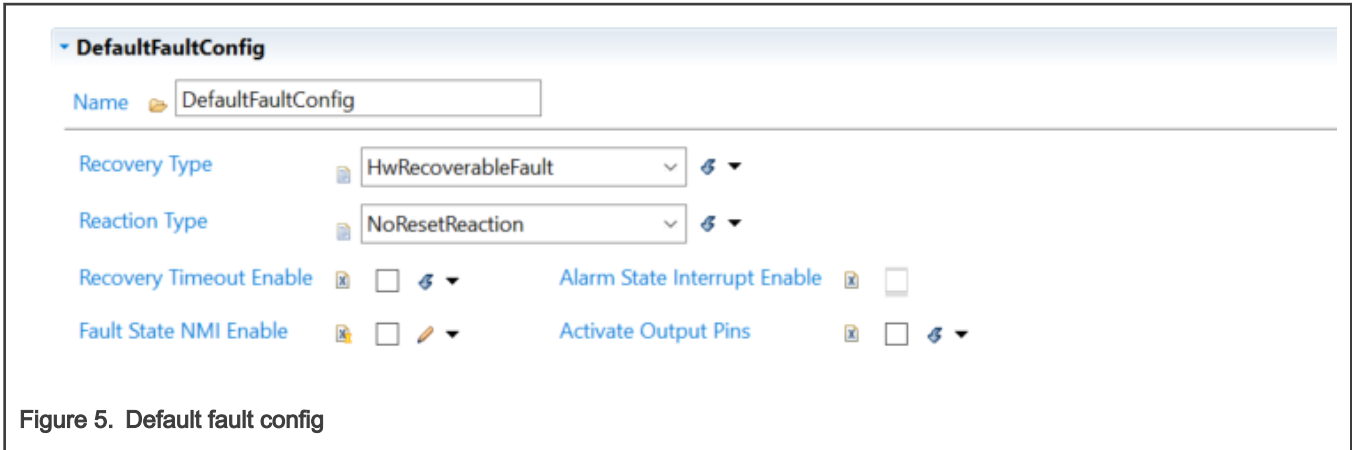 DefaultFaultConfig
Name DefaultFaultConfig
Recovery Type HwRecoverableFault
Reaction Type NoResetReaction
Recovery Timeout Enable Alarm State Interrupt Enable
Fault State NMI Enable Activate Output Pins
Figure 5. Default fault config